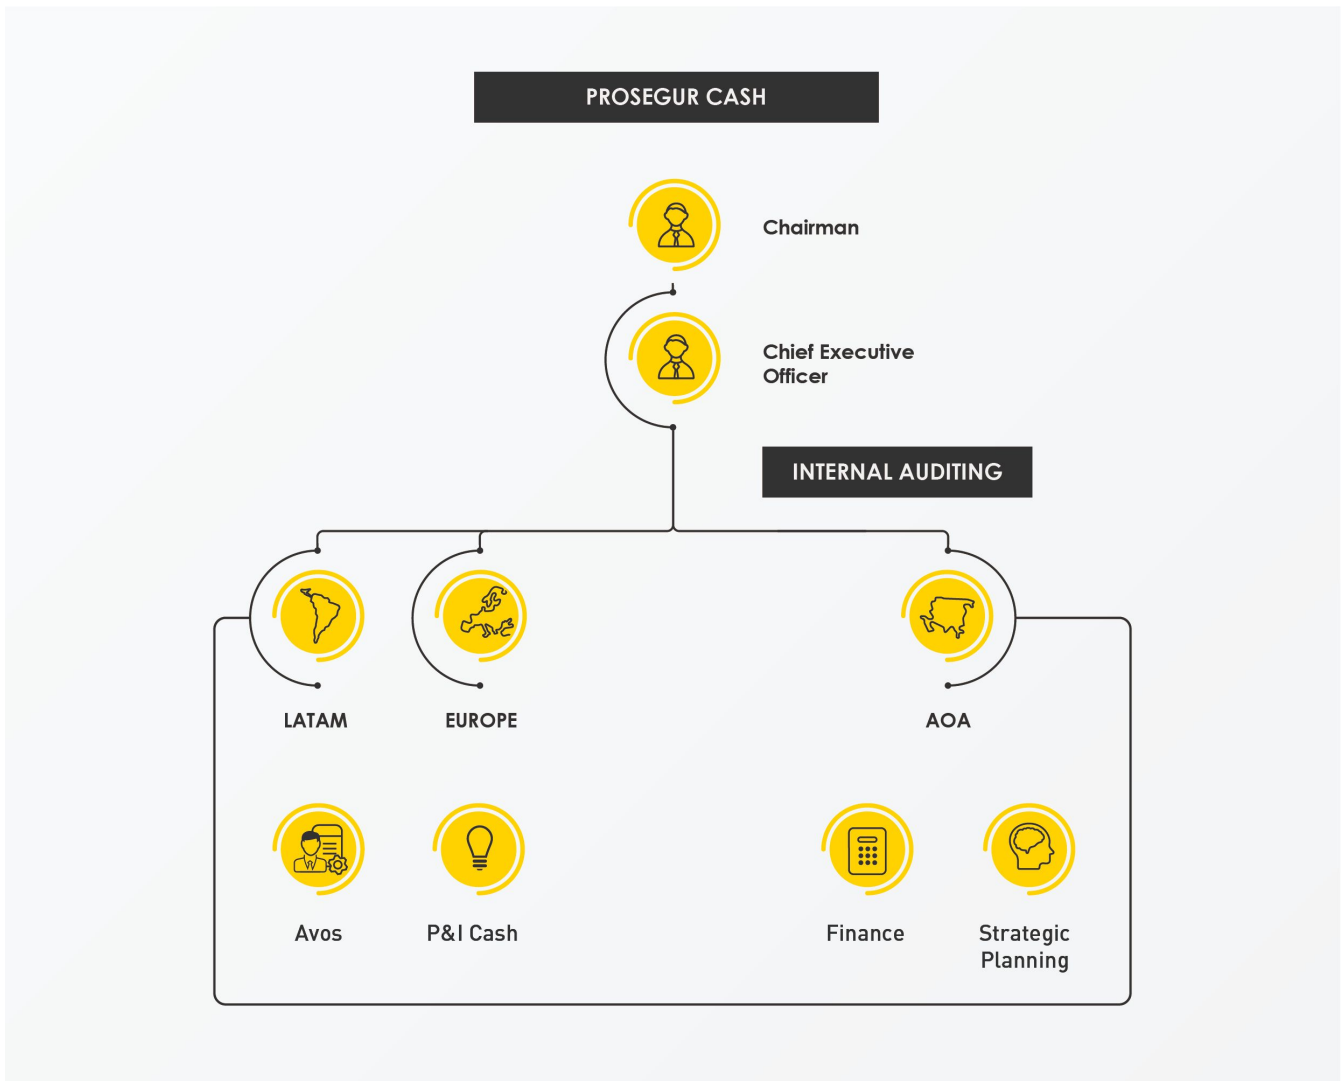 PROSEGUR CASH
Chairman
Chief Executive
Officer
INTERNAL AUDITING
LATAM
EUROPE
AOA
Avos
P&I Cash
Finance
Strategic
Planning